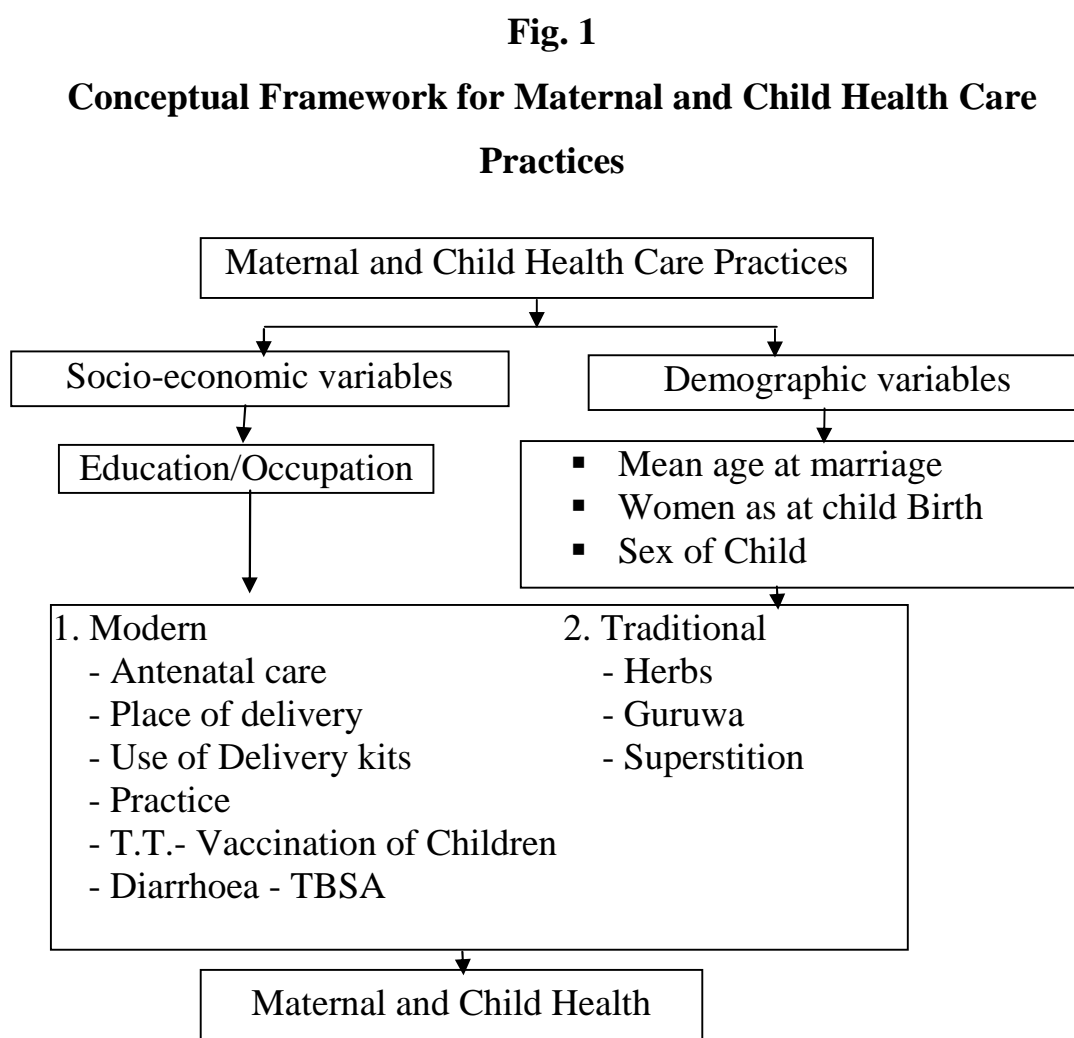 Fig. 1
Conceptual Framework for Maternal and Child Health Care
Practices
Maternal and Child Health Care Practices
Socio-economic variables
Demographic variables
Education/Occupation
▪ Mean age at marriage
▪ Women as at child Birth
▪ Sex of Child
1. Modern
- Antenatal care
- Place of delivery
- Use of Delivery kits
- Practice
- T.T.- Vaccination of Children
- Diarrhoea - TBSA
2. Traditional
- Herbs
- Guruwa
- Superstition
Maternal and Child Health